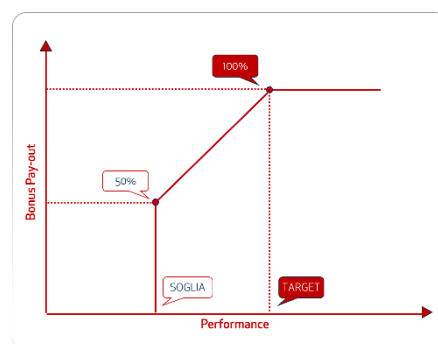 100%
50%
Bonus Pay-out
SOGLIA
TARGET
Performance